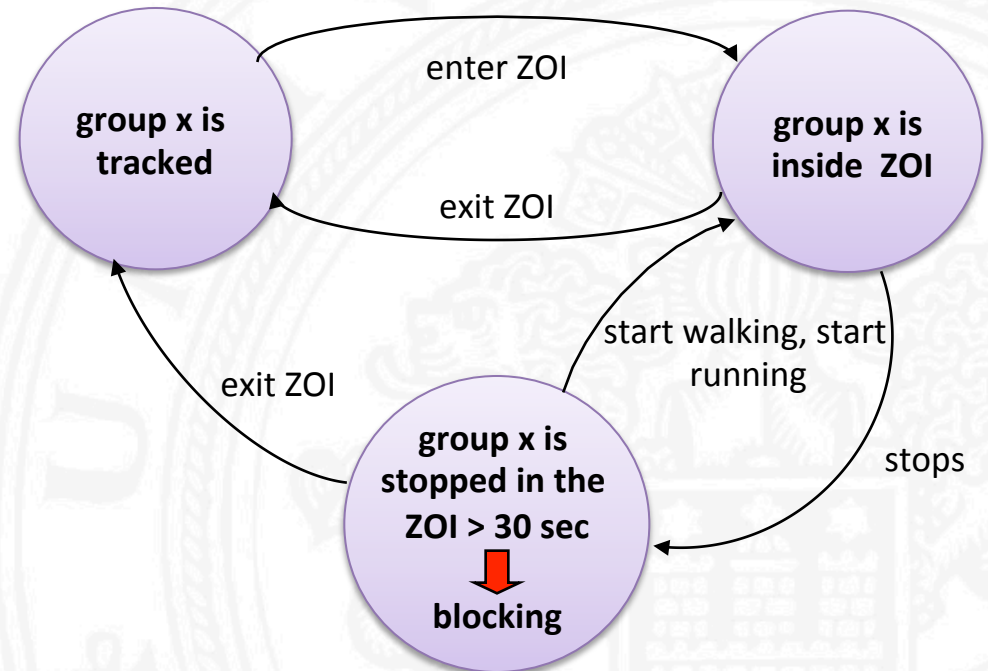 enter ZOI
group x is
tracked
group x is
inside  ZOI
exit ZOI
start walking, start
running
exit ZOI
group x is
stopped in the
ZOI > 30 sec
blocking
stops
U